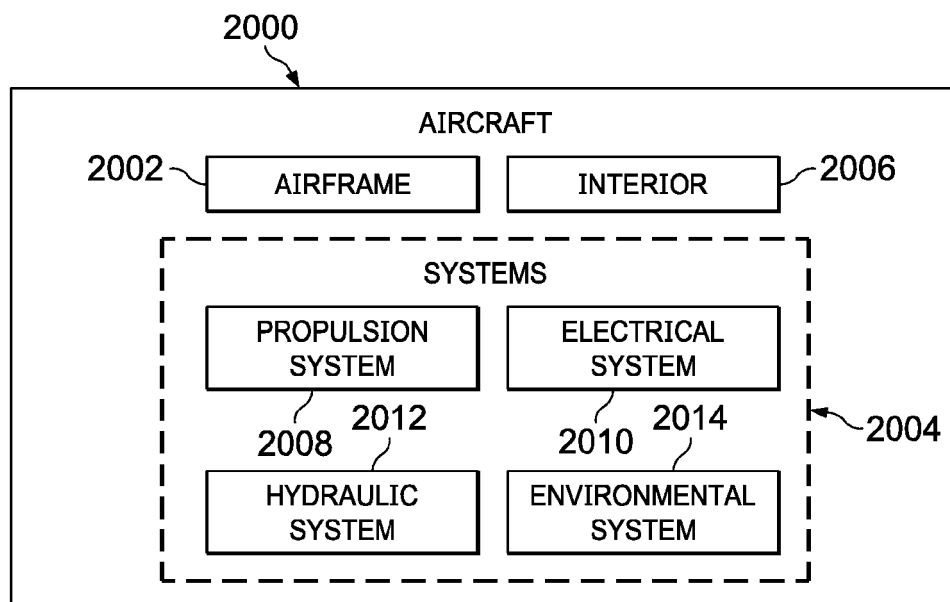 2000
AIRCRAFT
2002
AIRFRAME
INTERIOR
2006
SYSTEMS
PROPULSION
SYSTEM
ELECTRICAL
SYSTEM
2008
2012
2010
2014
2004
HYDRAULIC
SYSTEM
ENVIRONMENTAL
SYSTEM